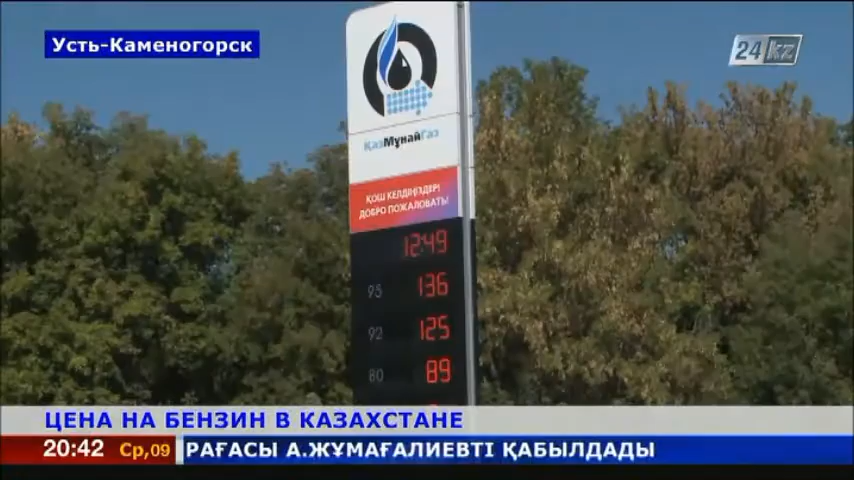 Усть-Каменогорск
24 kz
ҚазМұнайГаз
ҚОШ КЕЛДІҢІЗДЕР!
ДОБРО ПОЖАЛОВАТЬ!
12:49
95 136
92 125
80 89
ЦЕНА НА БЕНЗИН В КАЗАХСТАНЕ
20:42 Ср,09 РАҒАСЫ А.ЖҰМАҒАЛИЕВТІ ҚАБЫЛДАДЫ